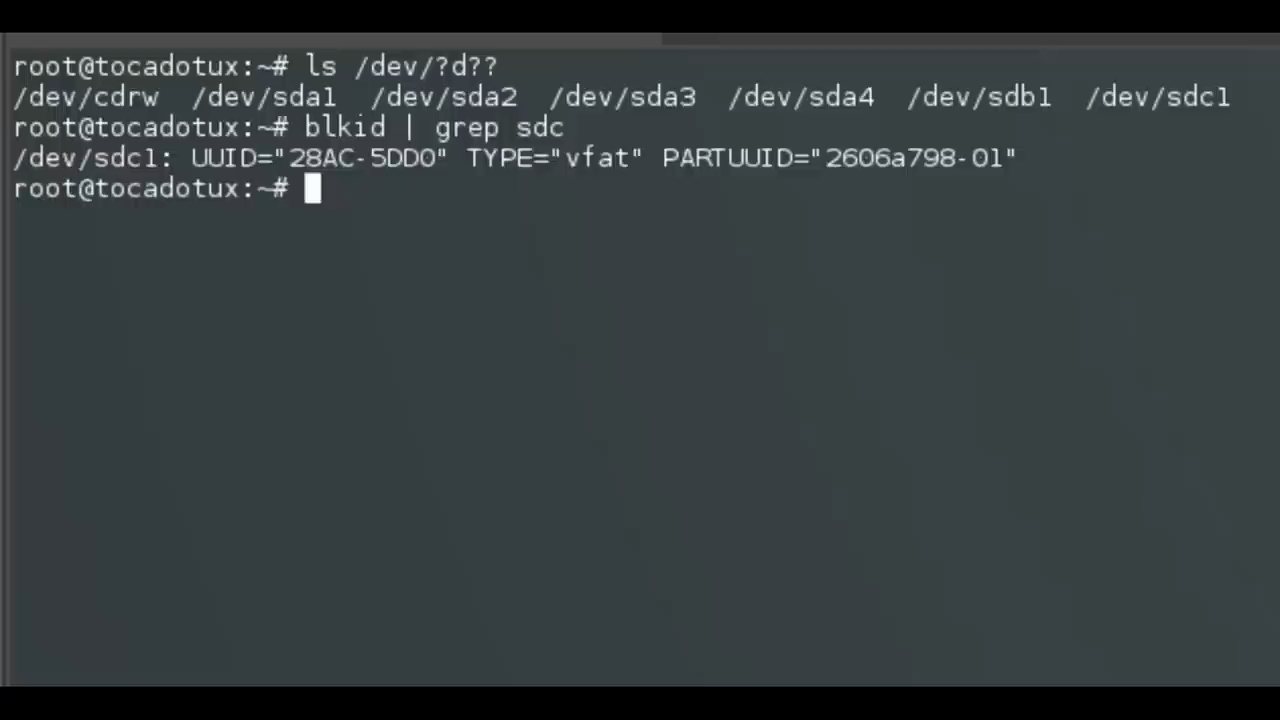 root@tocadotux:~# ls /dev/?d??
/dev/cdrw  /dev/sda1  /dev/sda2  /dev/sda3  /dev/sda4  /dev/sdb1  /dev/sdc1
root@tocadotux:~# blkid | grep sdc
/dev/sdc1: UUID="28AC-5DD0" TYPE="vfat" PARTUUID="2606a798-01"
root@tocadotux:~#